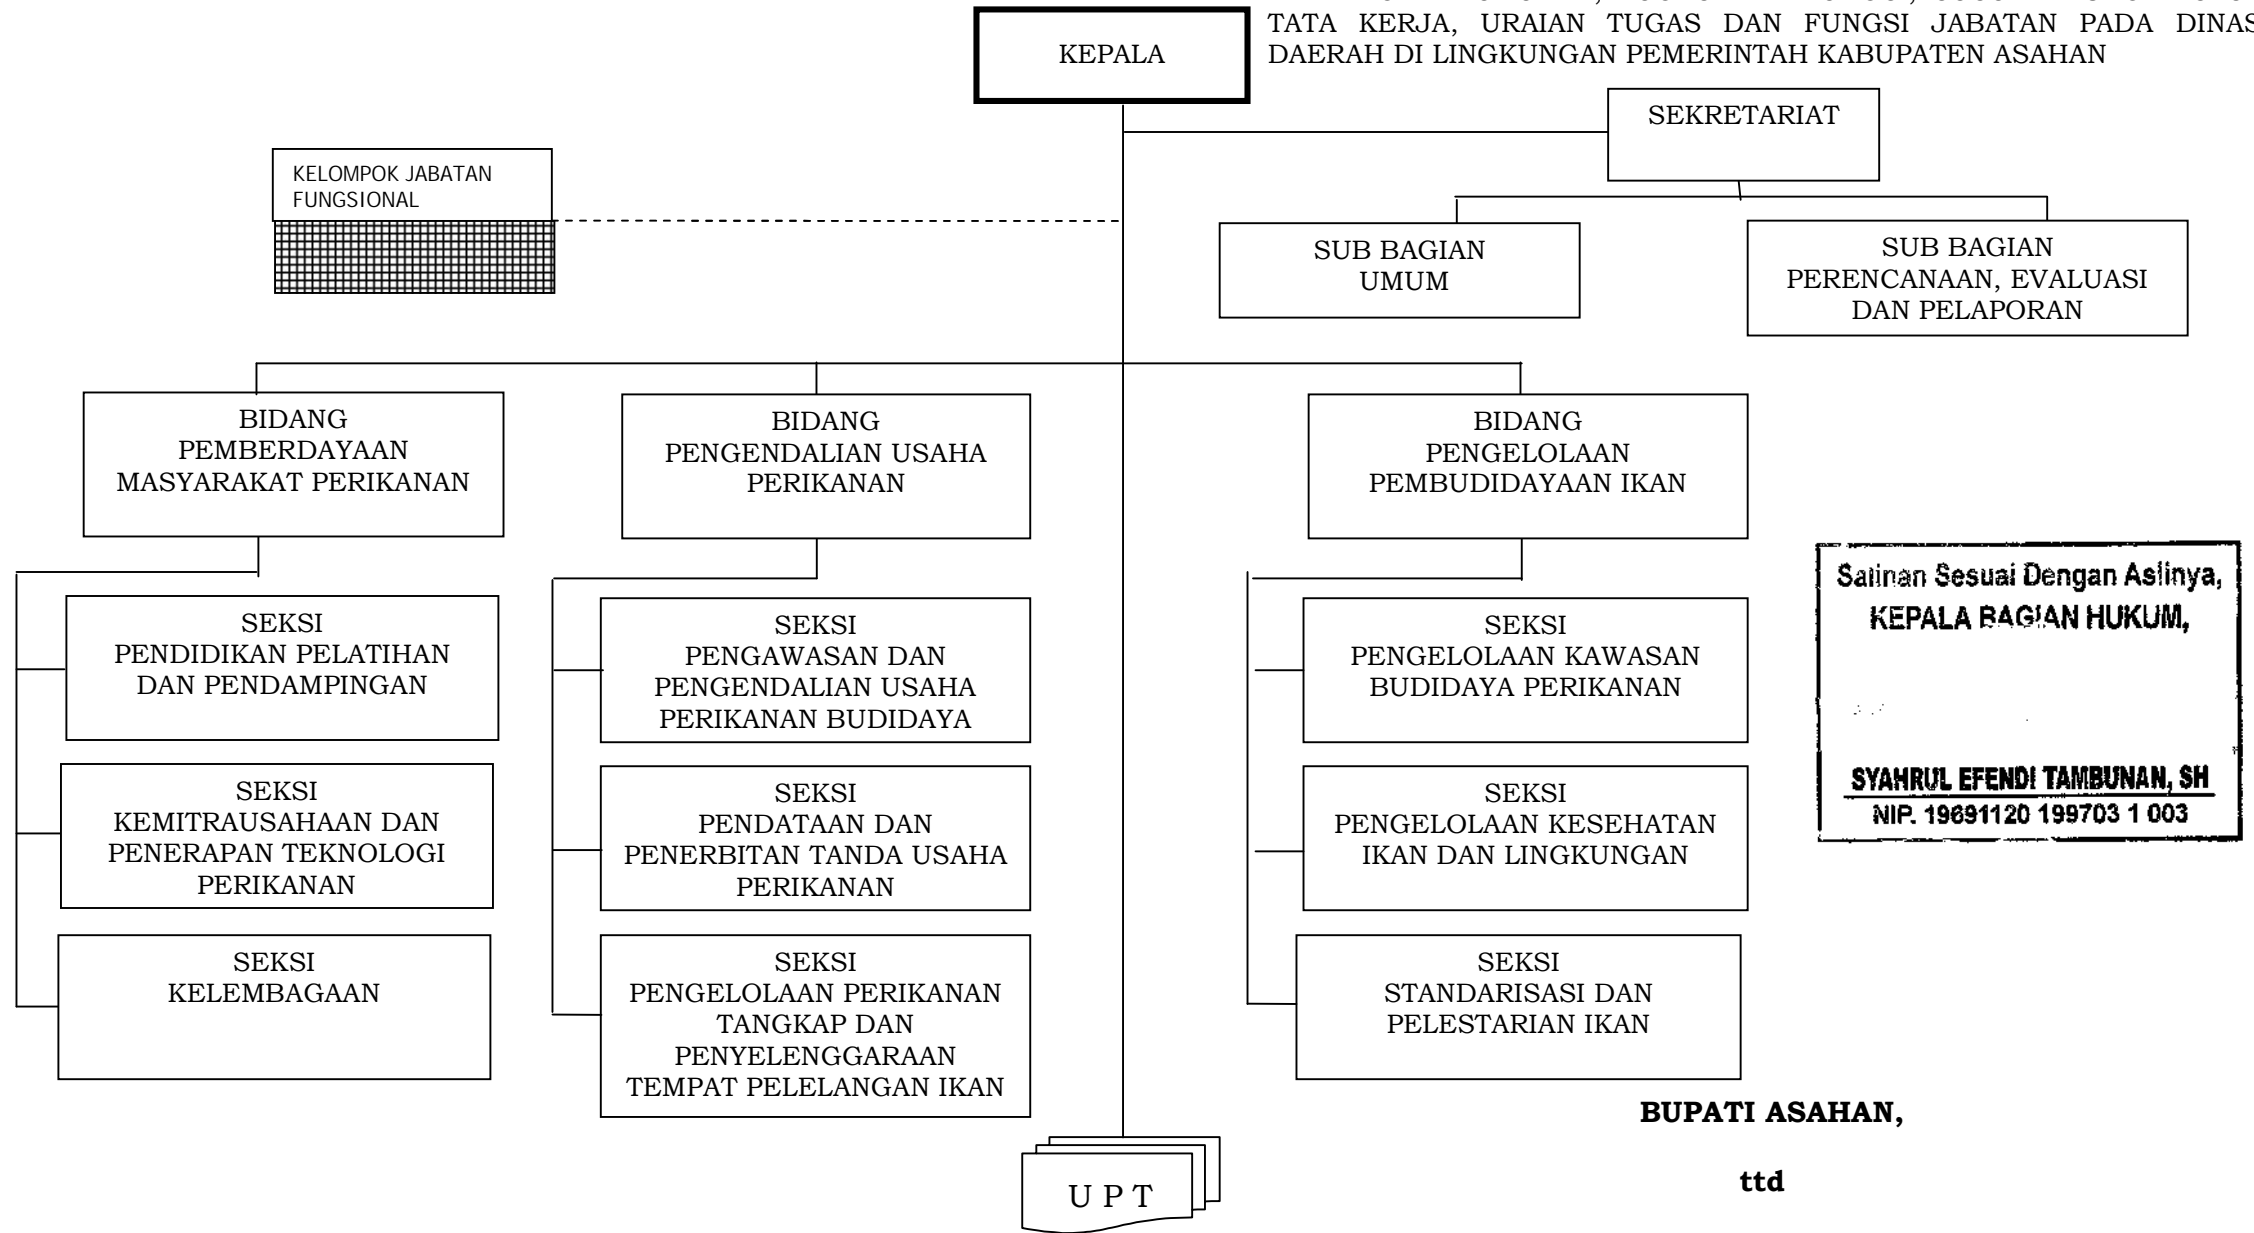 TATA KERJA, URAIAN TUGAS DAN FUNGSI JABATAN PADA DINAS
DAERAH DI LINGKUNGAN PEMERINTAH KABUPATEN ASAHAN
KEPALA
SEKRETARIAT
KELOMPOK JABATAN
FUNGSIONAL
SUB BAGIAN
UMUM
SUB BAGIAN
PERENCANAAN, EVALUASI
DAN PELAPORAN
BIDANG
PEMBERDAYAAN
MASYARAKAT PERIKANAN
BIDANG
PENGENDALIAN USAHA
PERIKANAN
BIDANG
PENGELOLAAN
PEMBUDIDAYAAN IKAN
SEKSI
PENDIDIKAN PELATIHAN
DAN PENDAMPINGAN
SEKSI
PENGAWASAN DAN
PENGENDALIAN USAHA
PERIKANAN BUDIDAYA
SEKSI
PENGELOLAAN KAWASAN
BUDIDAYA PERIKANAN
SEKSI
KEMITRAUSAHAAN DAN
PENERAPAN TEKNOLOGI
PERIKANAN
SEKSI
PENDATAAN DAN
PENERBITAN TANDA USAHA
PERIKANAN
SEKSI
PENGELOLAAN KESEHATAN
IKAN DAN LINGKUNGAN
SEKSI
KELEMBAGAAN
SEKSI
PENGELOLAAN PERIKANAN
TANGKAP DAN
PENYELENGGARAAN
TEMPAT PELELANGAN IKAN
SEKSI
STANDARISASI DAN
PELESTARIAN IKAN
Salinan Sesuai Dengan Aslinya,
KEPALA BAGIAN HUKUM,
SYAHRUL EFENDI TAMBUNAN, SH
NIP. 19691120 199703 1 003
BUPATI ASAHAN,
ttd
U P T